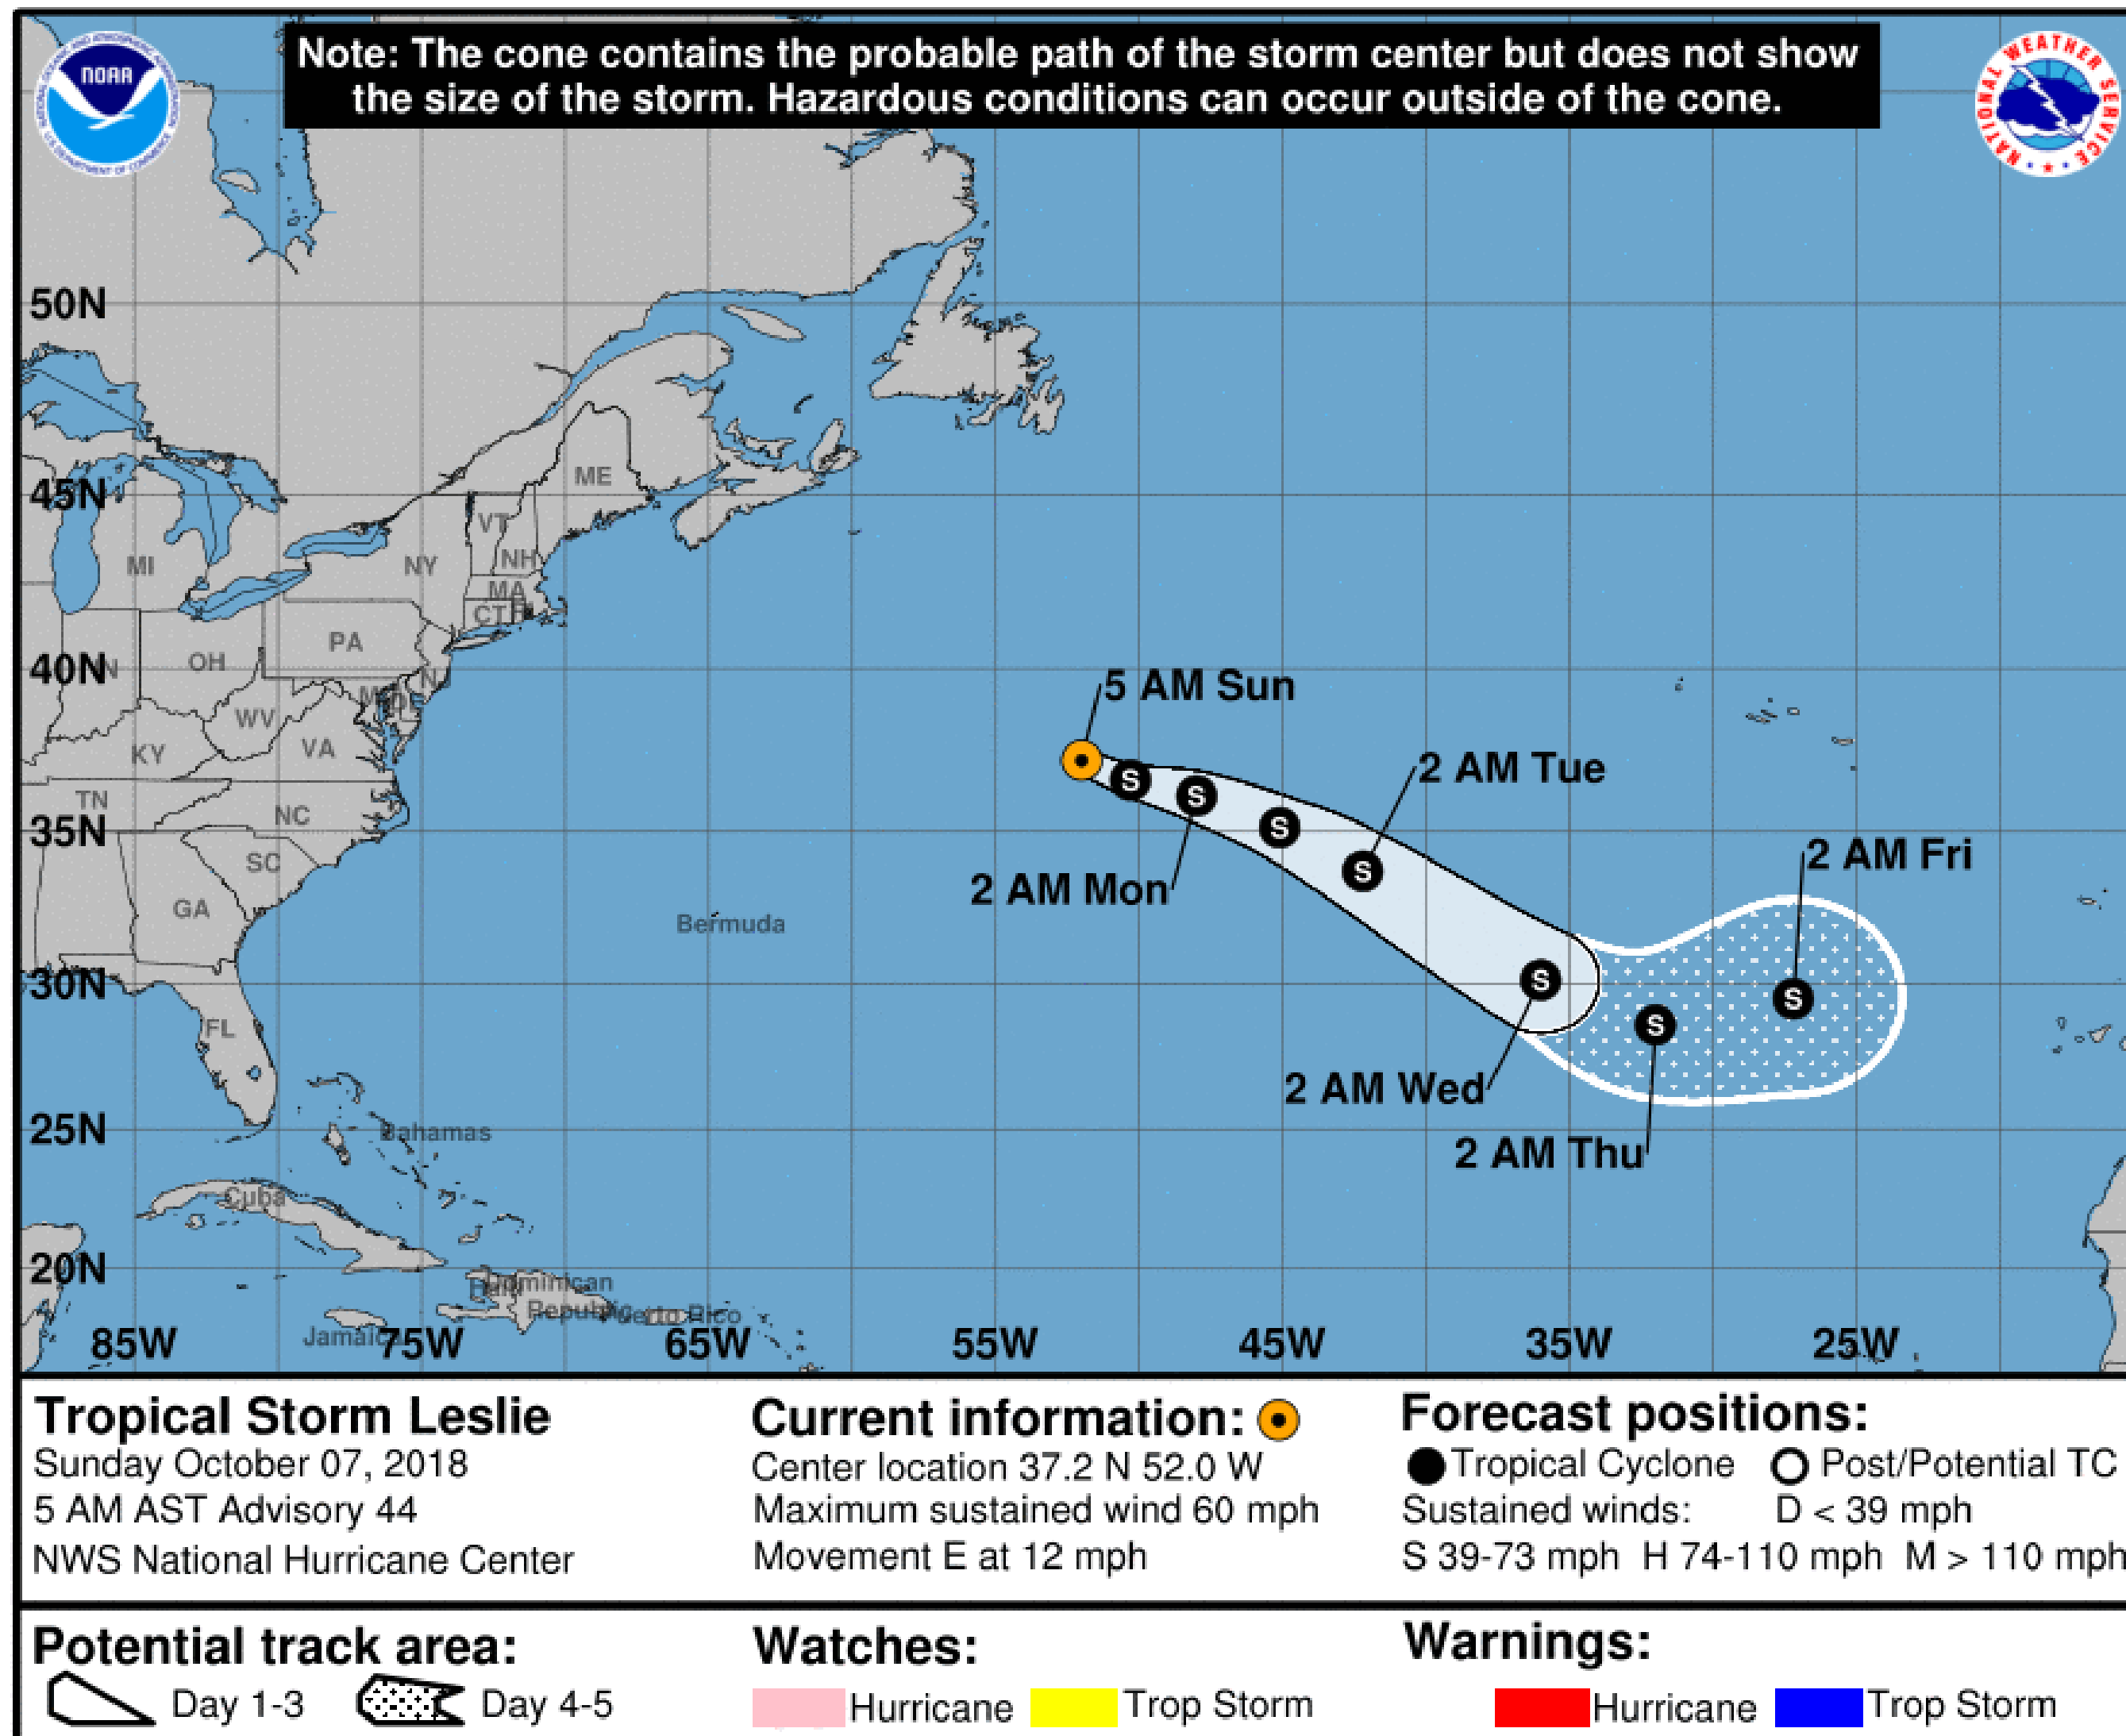 Note: The cone contains the probable path of the storm center but does not show
the size of the storm. Hazardous conditions can occur outside of the cone.
NOAA
NATIONAL WEATHER SERVICE
50N
45N
40N
35N
30N
25N
20N
85W
75W
65W
55W
45W
35W
25W
ME
VT
NH
MI
NY
MA
CT
PA
OH
WV
VA
KY
TN
NC
SC
GA
FL
Bermuda
Bahamas
Cuba
Dominican
Republic
Puerto Rico
Jamaica
5 AM Sun
2 AM Mon
2 AM Tue
2 AM Wed
2 AM Thu
2 AM Fri
S
S
S
S
S
S
S
Tropical Storm Leslie
Sunday October 07, 2018
5 AM AST Advisory 44
NWS National Hurricane Center
Current information:
Center location 37.2 N 52.0 W
Maximum sustained wind 60 mph
Movement E at 12 mph
Forecast positions:
Tropical Cyclone Post/Potential TC
Sustained winds: D < 39 mph
S 39-73 mph H 74-110 mph M > 110 mph
Potential track area:
Day 1-3 Day 4-5
Watches:
Hurricane Trop Storm
Warnings:
Hurricane Trop Storm